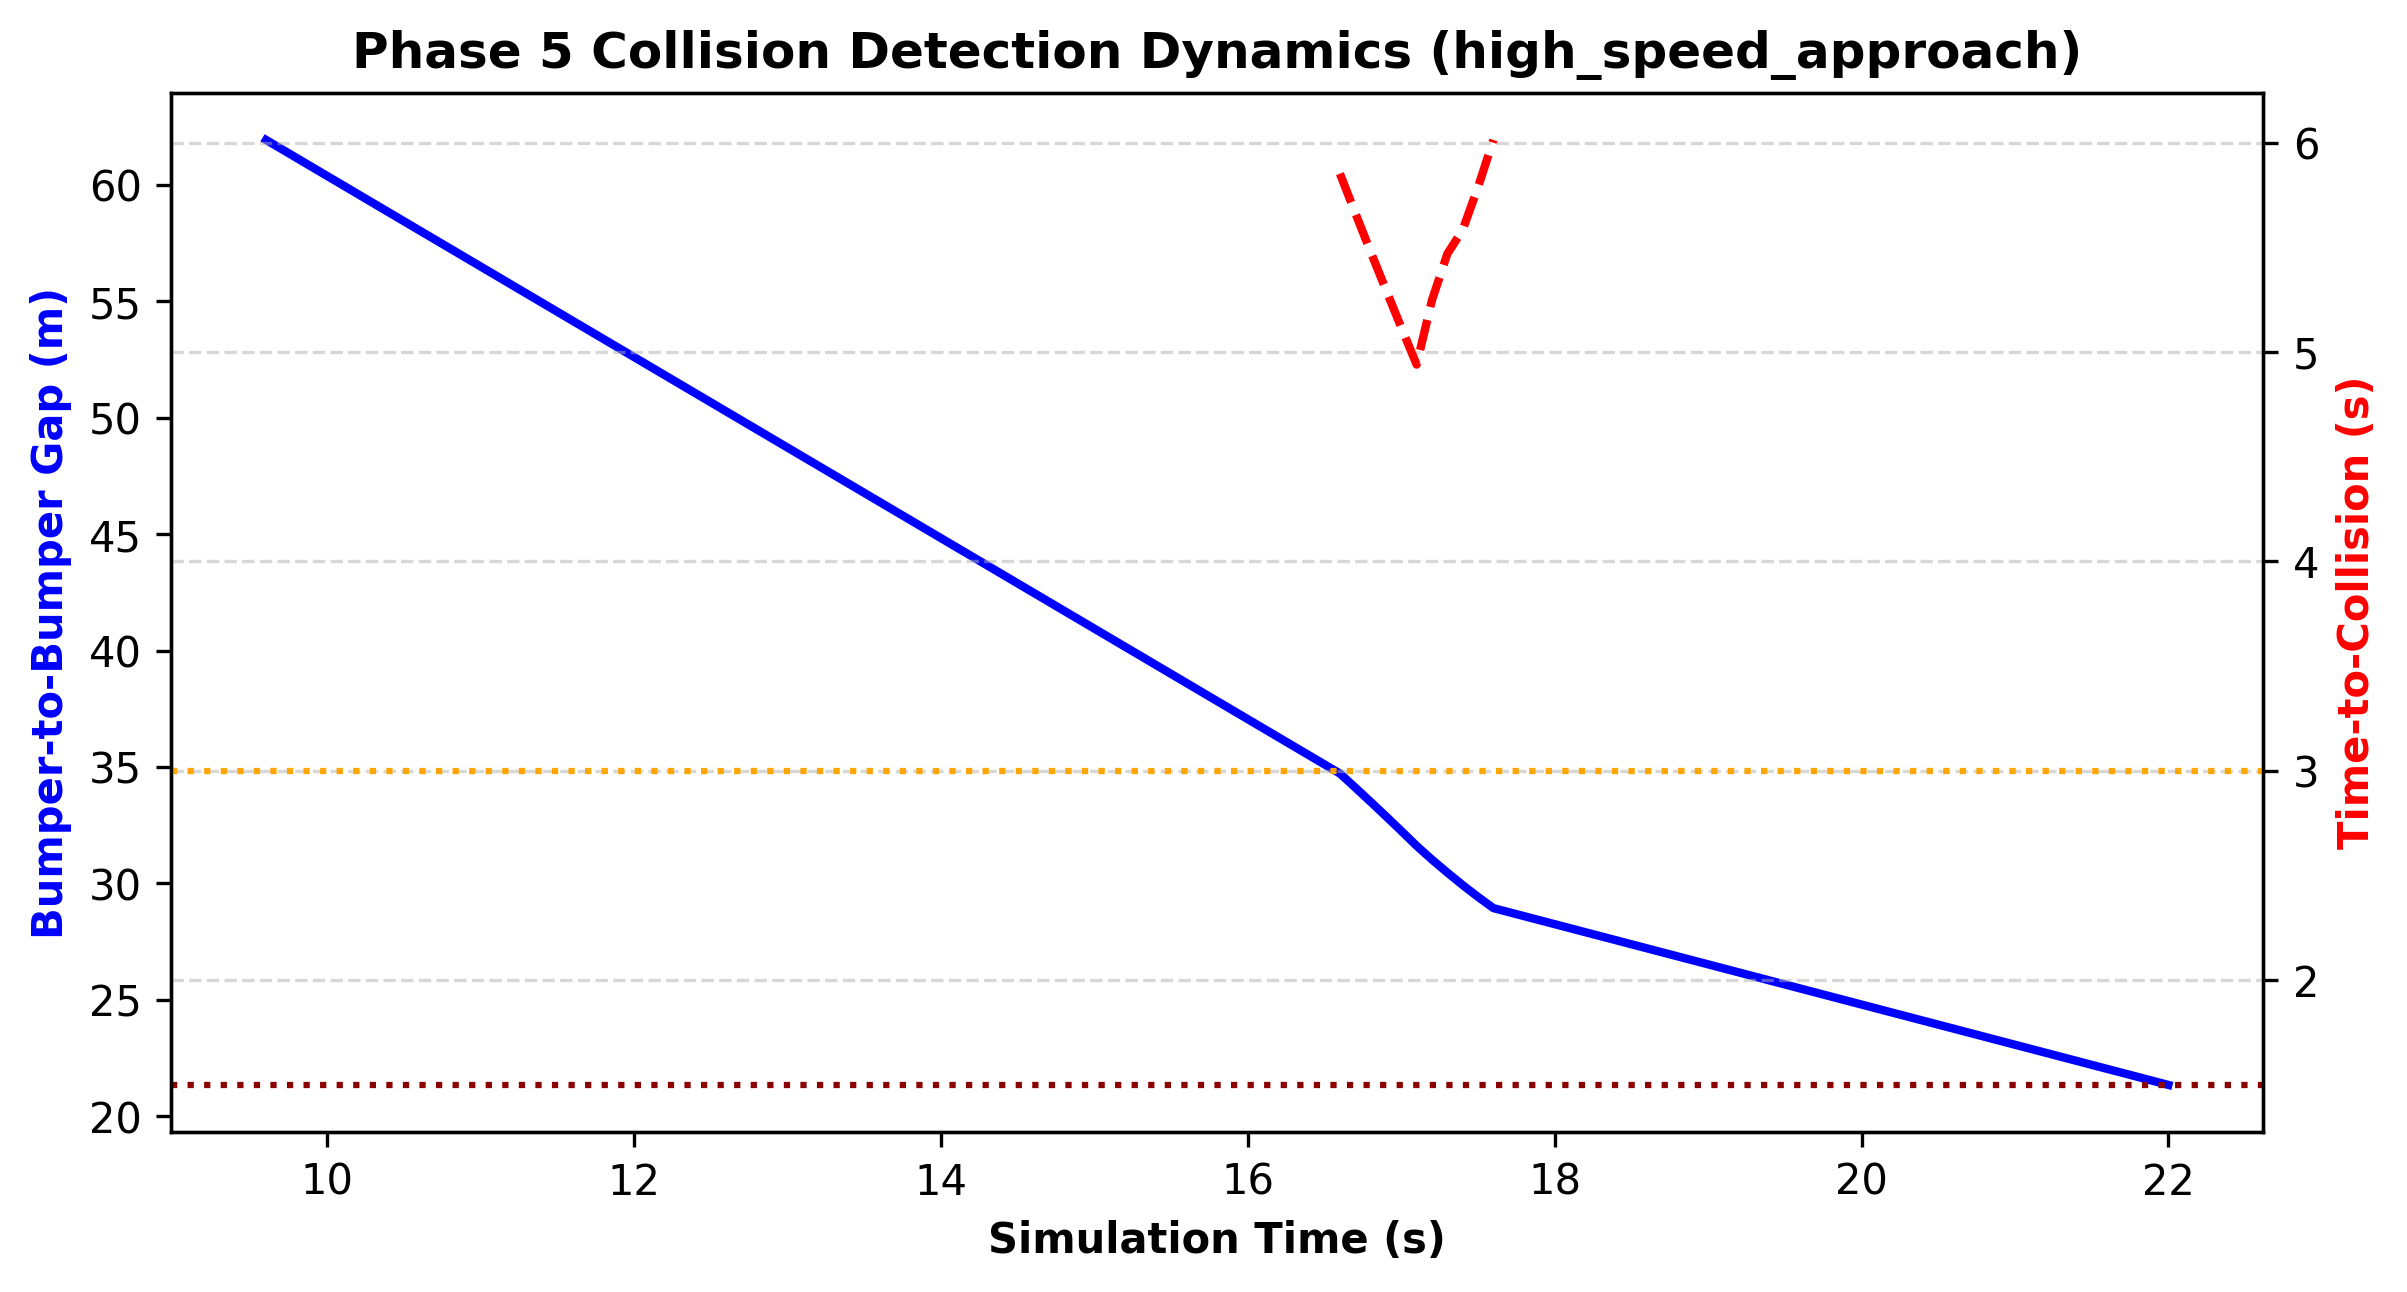 Phase 5 Collision Detection Dynamics (high_speed_approach)
Bumper-to-Bumper Gap (m)
60
55
50
45
40
35
30
25
20
6
5
4
3
2
Time-to-Collision (s)
10 12 14 16 18 20 22
Simulation Time (s)